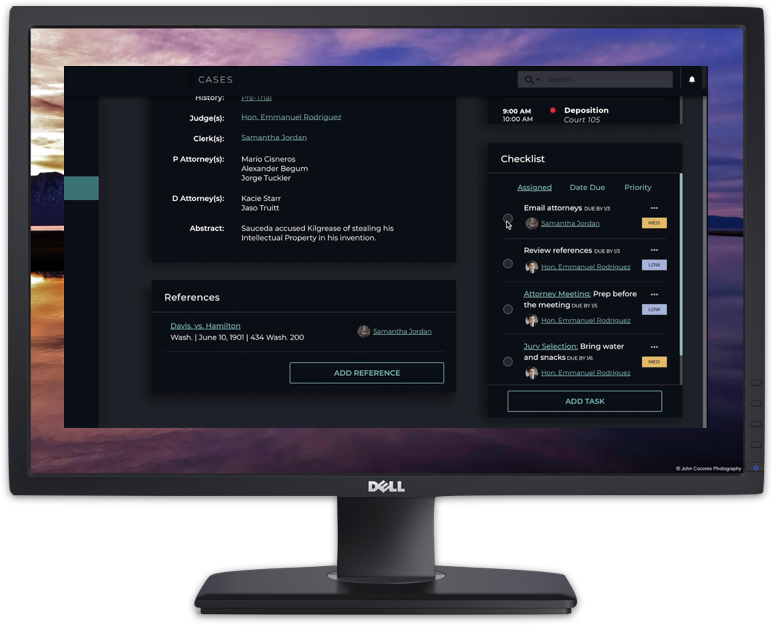 CASES
Search
History: Pre-Trial
Judge(s): Hon. Emmanuel Rodriguez
Clerk(s): Samantha Jordan
P Attorney(s): Mario Cisneros
Alexander Begum
Jorge Tuckler
D Attorney(s): Kacie Starr
Jaso Truitt
Abstract: Sauceda accused Kilgrease of stealing his
Intellectual Property in his invention.
References
Davis. vs. Hamilton
Wash. | June 10, 1901 | 434 Wash. 200
Samantha Jordan
ADD REFERENCE
9:00 AM Deposition
10:00 AM Court 105
Checklist
Assigned Date Due Priority
Email attorneys DUE BY 1/3
Samantha Jordan MED
Review references DUE BY 1/3
Hon. Emmanuel Rodriguez LOW
Attorney Meeting: Prep before
the meeting DUE BY 1/5 LOW
Hon. Emmanuel Rodriguez
Jury Selection: Bring water
and snacks DUE BY 1/6 MED
Hon. Emmanuel Rodriguez
ADD TASK
© John Cocores Photography
DELL